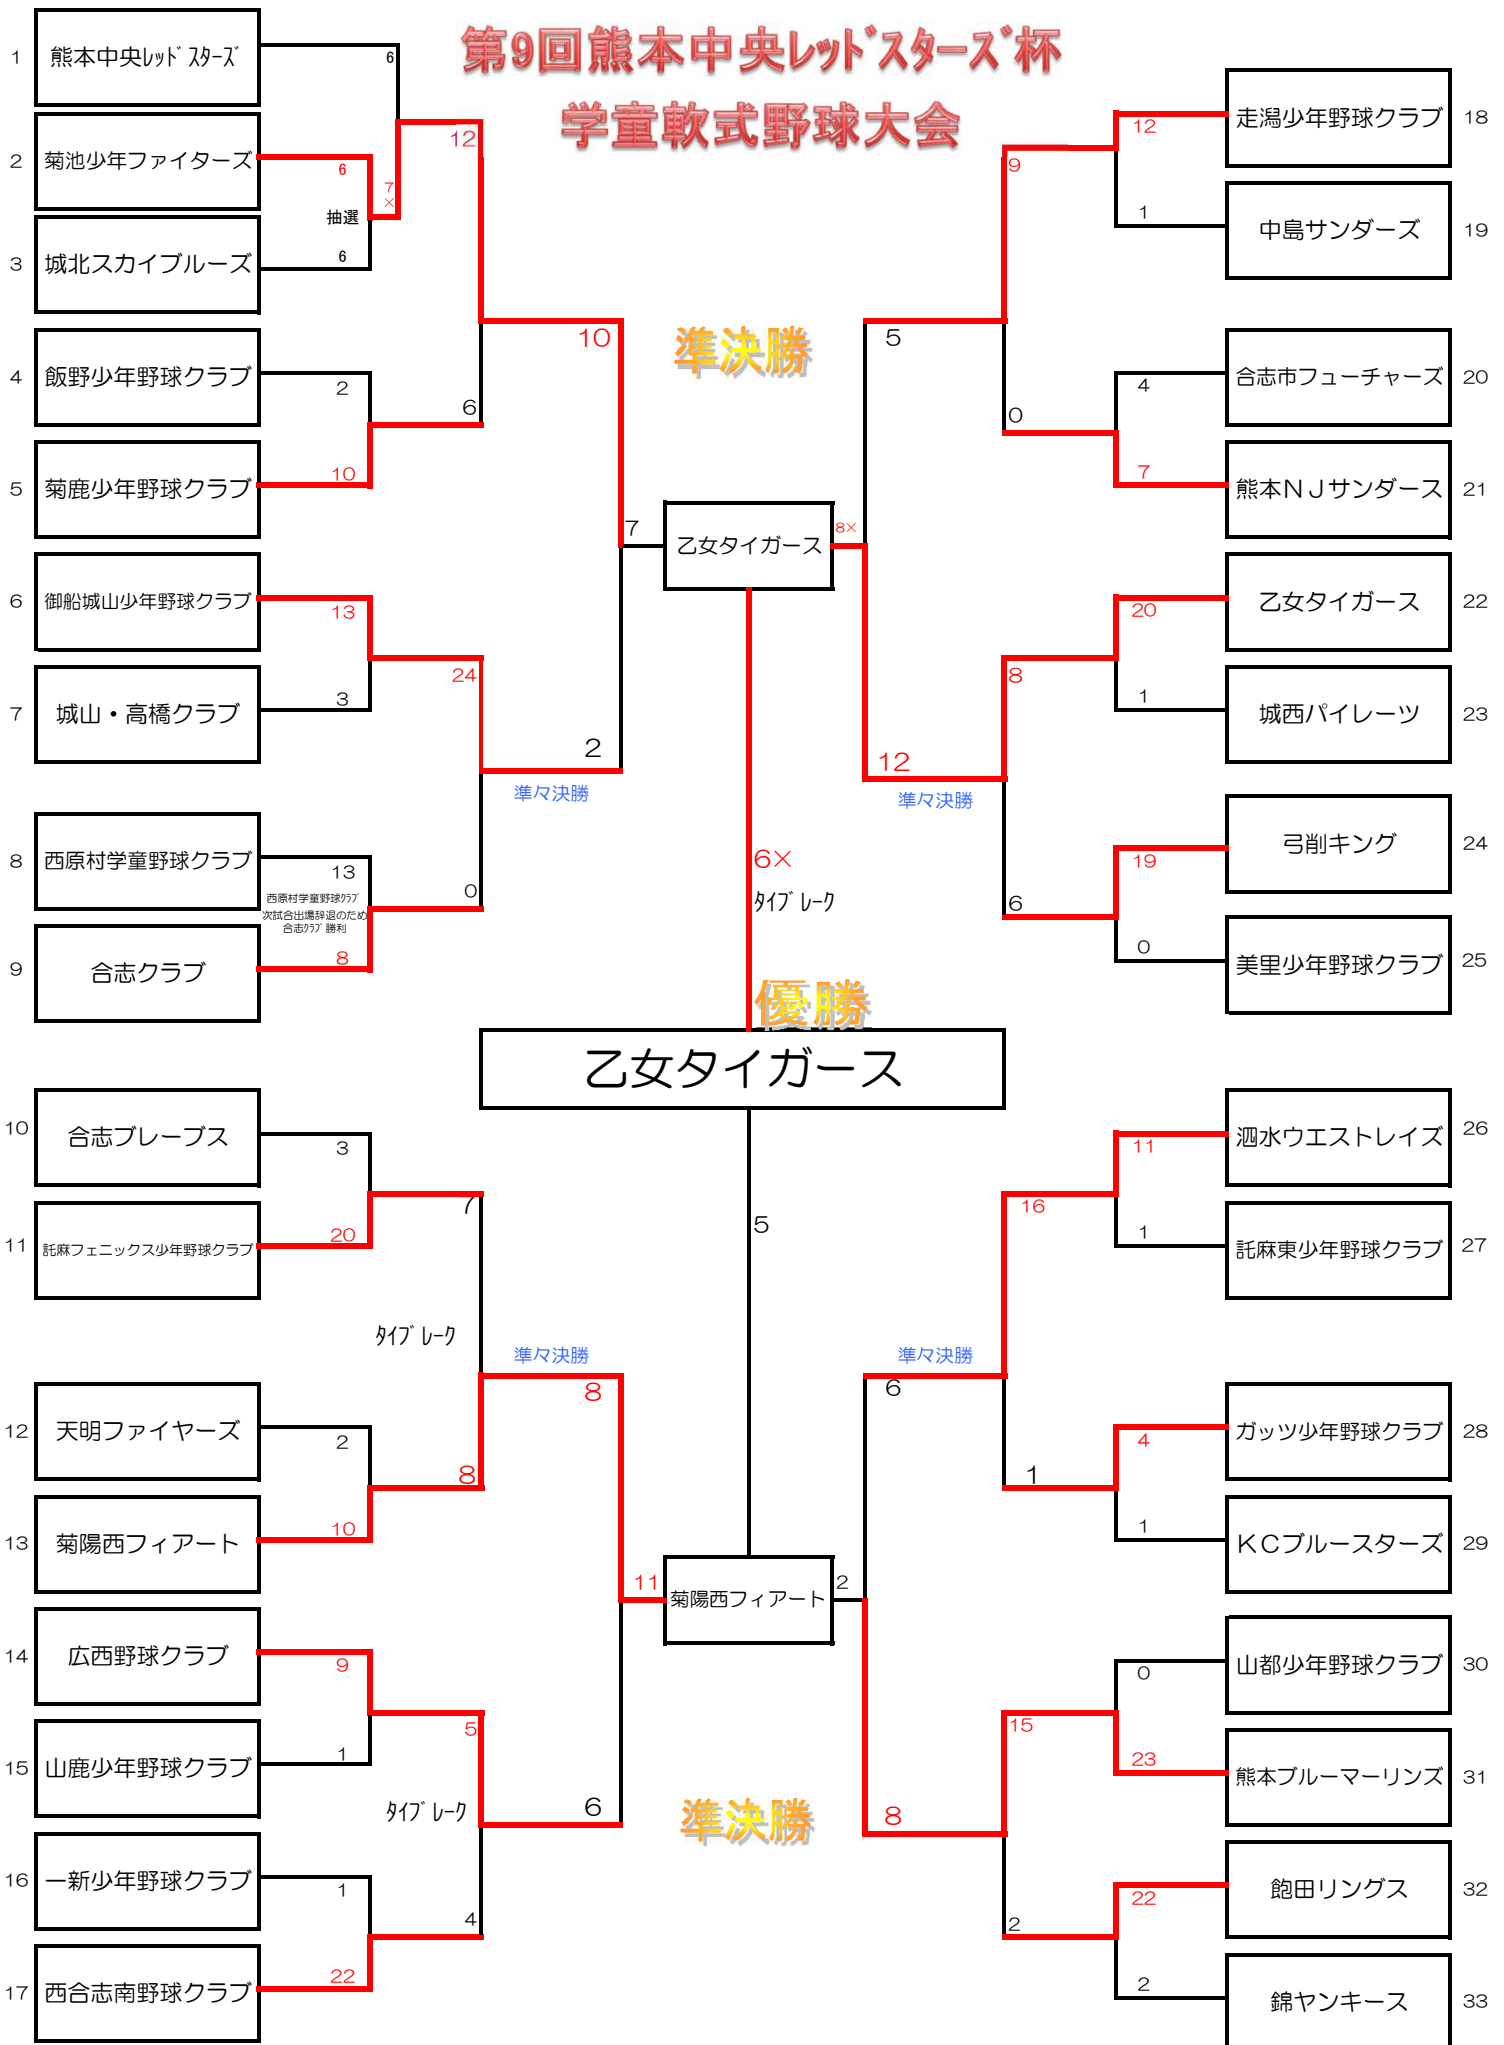 第9回熊本中央レッドスターズ杯
学童軟式野球大会
1
熊本中央ﾚｯﾄﾞｽﾀｰｽﾞ
6
2
菊池少年ファイターズ
6
7
×
12
抽選
3
城北スカイブルーズ
6
10
4
飯野少年野球クラブ
2
6
5
菊鹿少年野球クラブ
10
6
御船城山少年野球クラブ
13
24
7
城山・高橋クラブ
3
2
準々決勝
8
西原村学童野球クラブ
13
西原村学童野球ｸﾗﾌﾞ
次試合出場辞退のため
合志ｸﾗﾌﾞ勝利
0
9
合志クラブ
8
準決勝
7
乙女タイガース
8×
6×
ﾀｲﾌﾞﾚｰｸ
優勝
乙女タイガース
走潟少年野球クラブ
18
12
9
中島サンダーズ
19
1
5
合志市フューチャーズ
20
4
0
熊本NJサンダース
21
7
乙女タイガース
22
20
8
城西パイレーツ
23
1
12
準々決勝
弓削キング
24
19
6
美里少年野球クラブ
25
0
10
合志ブレーブス
3
7
11
託麻フェニックス少年野球クラブ
20
ﾀｲﾌﾞﾚｰｸ
準々決勝
8
12
天明ファイヤーズ
2
8
13
菊陽西フィアート
10
14
広西野球クラブ
9
5
15
山鹿少年野球クラブ
1
ﾀｲﾌﾞﾚｰｸ
6
16
一新少年野球クラブ
1
4
17
西合志南野球クラブ
22
5
11
菊陽西フィアート
2
準決勝
泗水ウエストレイズ
26
11
16
託麻東少年野球クラブ
27
1
準々決勝
6
ガッツ少年野球クラブ
28
4
1
KCブルースターズ
29
1
山都少年野球クラブ
30
0
15
熊本ブルーマーリンズ
31
23
8
飽田リングス
32
22
2
錦ヤンキース
33
2